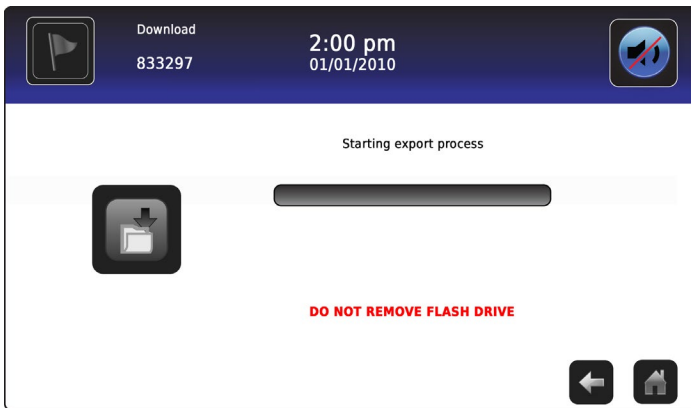 Download
833297
2:00 pm
01/01/2010
Starting export process
DO NOT REMOVE FLASH DRIVE